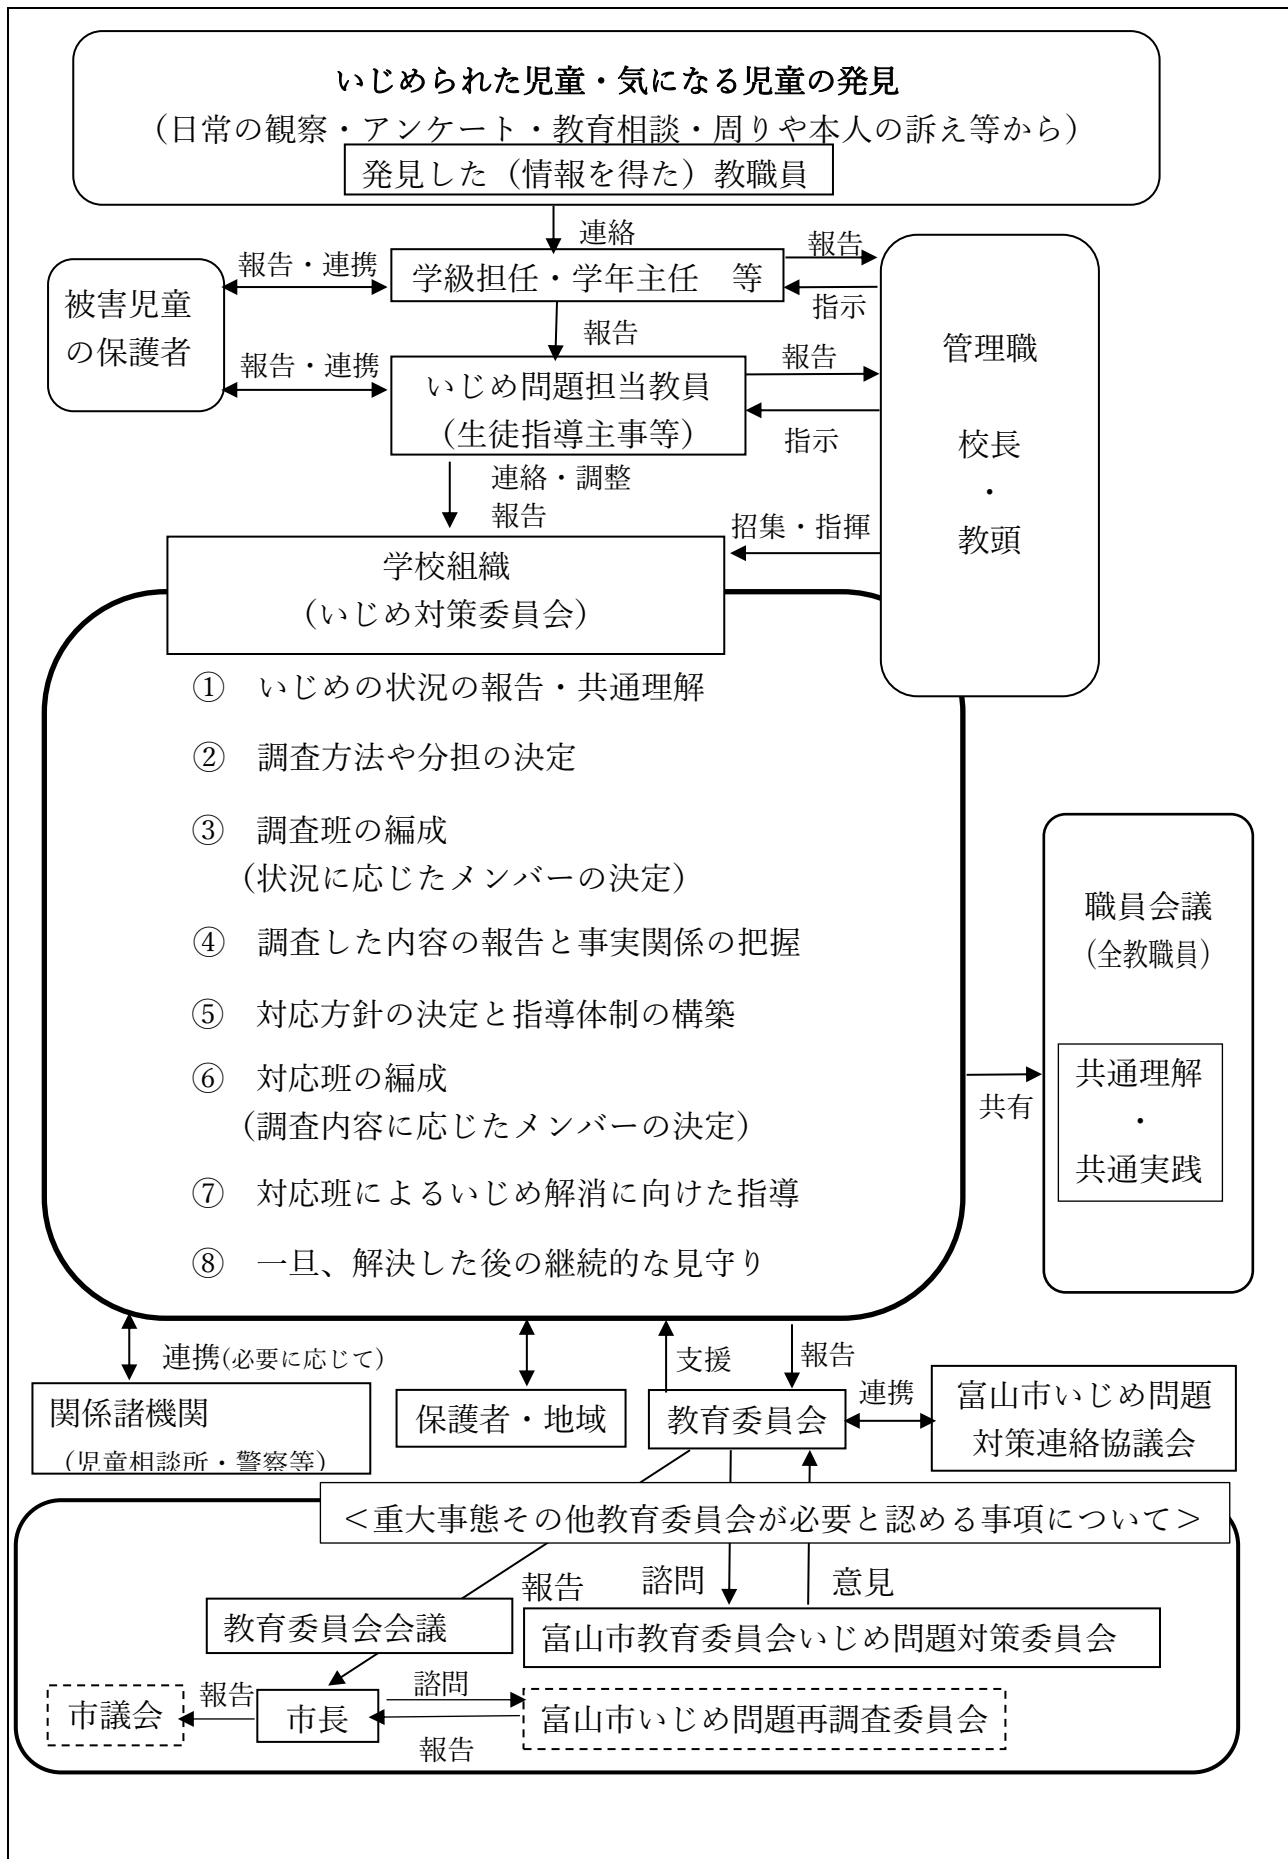 いじめられた児童・気になる児童の発見
（日常の観察・アンケート・教育相談・周りや本人の訴え等から）
発見した（情報を得た）教職員
連絡
学級担任・学年主任　等
報告・連携
報告
指示
被害児童
の保護者
報告
報告・連携
いじめ問題担当教員
（生徒指導主事等）
報告
指示
管理職
校長
・
教頭
連絡・調整
報告
招集・指揮
学校組織
（いじめ対策委員会）
①　いじめの状況の報告・共通理解
②　調査方法や分担の決定
③　調査班の編成
（状況に応じたメンバーの決定）
④　調査した内容の報告と事実関係の把握
⑤　対応方針の決定と指導体制の構築
⑥　対応班の編成
（調査内容に応じたメンバーの決定）
⑦　対応班によるいじめ解消に向けた指導
⑧　一旦、解決した後の継続的な見守り
共有
職員会議
（全教職員）
共通理解
・
共通実践
連携(必要に応じて)
支援
報告
関係諸機関
（児童相談所・警察等）
保護者・地域
教育委員会
連携
富山市いじめ問題
対策連絡協議会
＜重大事態その他教育委員会が必要と認める事項について＞
報告
諮問
意見
教育委員会会議
富山市教育委員会いじめ問題対策委員会
市議会
報告
市長
諮問
報告
富山市いじめ問題再調査委員会